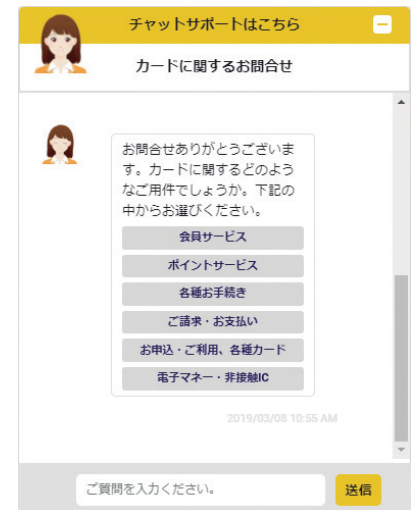 チャットサポートはこちら
カードに関するお問合せ
お問合せありがとうございま
す。カードに関するどのよう
なご用件でしょうか。下記の
中からお選びください。
会員サービス
ポイントサービス
各種お手続き
ご請求・お支払い
お申込・ご利用、各種カード
電子マネー・非接触IC
2019/03/08 10:55 AM
ご質問を入力ください。
送信